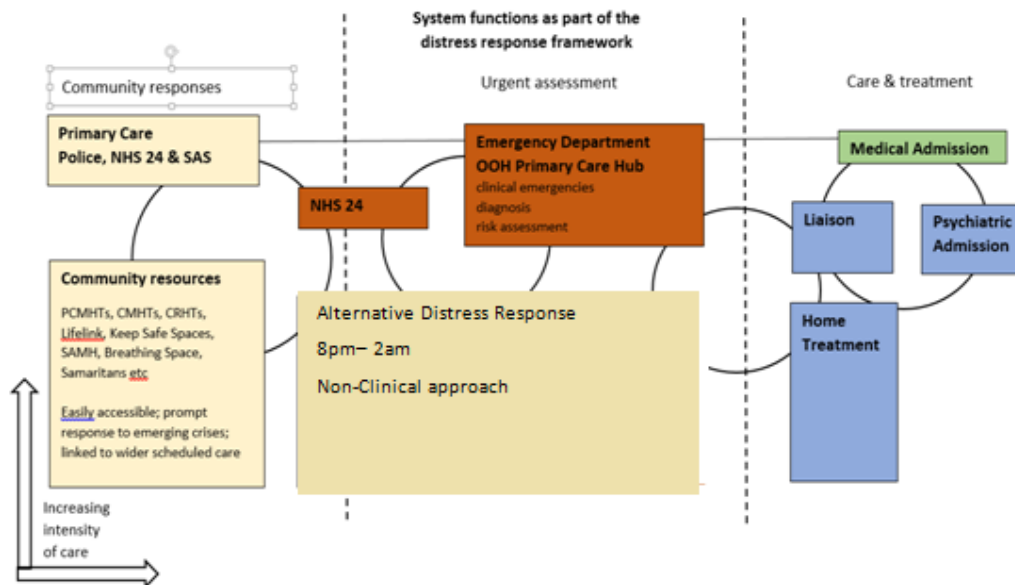 System functions as part of the
distress response framework
Community responses
Urgent assessment
Care & treatment
Primary Care
Police, NHS 24 & SAS
Emergency Department
OOH Primary Care Hub
clinical emergencies
diagnosis
risk assessment
Medical Admission
NHS 24
Liaison
Psychiatric
Admission
Community resources
PCMHTs, CMHTs, CRHTs,
Lifelink, Keep Safe Spaces,
SAMH, Breathing Space,
Samaritans etc
Easily accessible; prompt
response to emerging crises;
linked to wider scheduled care
Alternative Distress Response
8pm– 2am
Non-Clinical approach
Home
Treatment
Increasing
intensity
of care